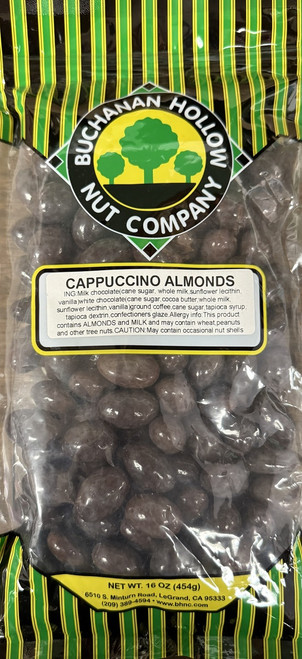 BUCHANAN HOLLOW
NUT COMPANY
CAPPUCCINO ALMONDS
ING:Milk chocolate(cane sugar, whole milk,sunflower lecithin,
vanilla)white chocolate(cane sugar,cocoa butter,whole milk,
sunflower lecithin,vanilla)ground coffee,cane sugar,tapioca syrup,
tapioca dextrin,confectioners glaze.Allergy info:This product
contains ALMONDS and MILK and may contain wheat,peanuts
and other tree nuts.CAUTION:May contain occasional nut shells
NET WT. 16 OZ (454g)
6510 S. Minturn Road, LeGrand, CA 95333
(209) 389-4594 • www.bhnc.com